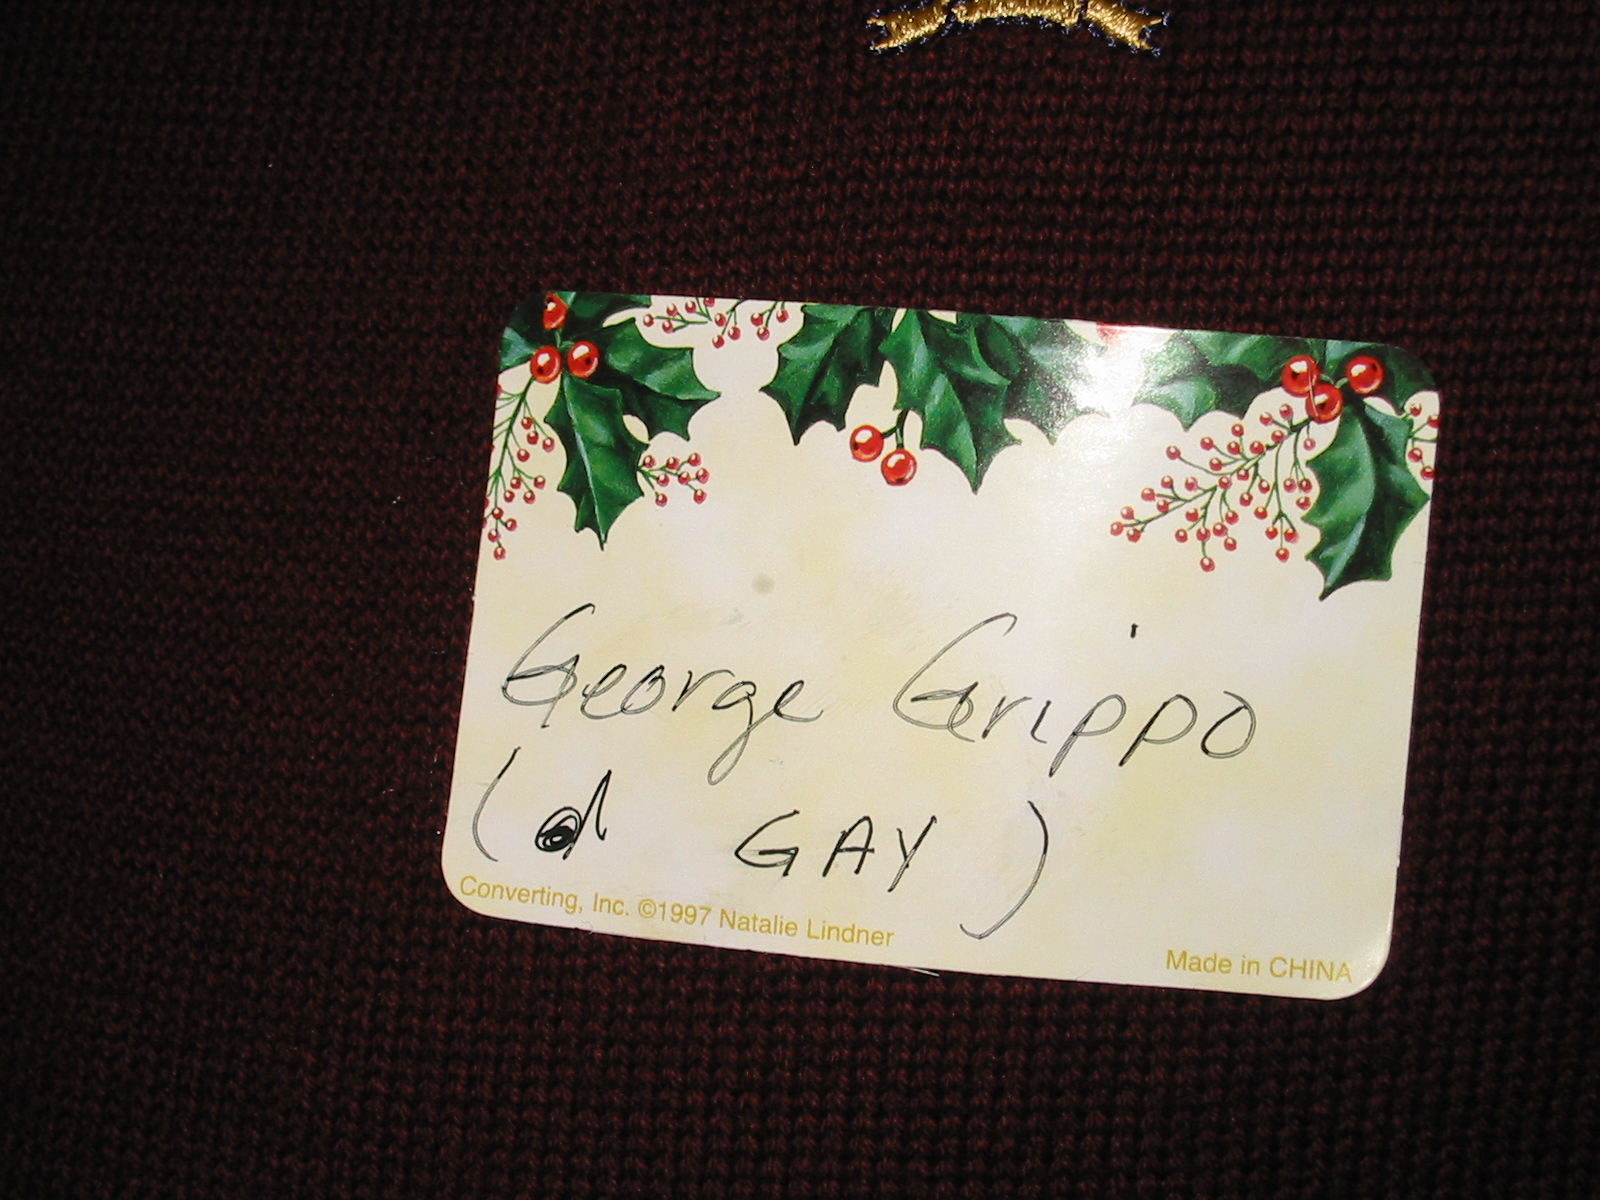 George Grippo
( GAY )
Converting, Inc. ©1997 Natalie Lindner
Made in CHINA